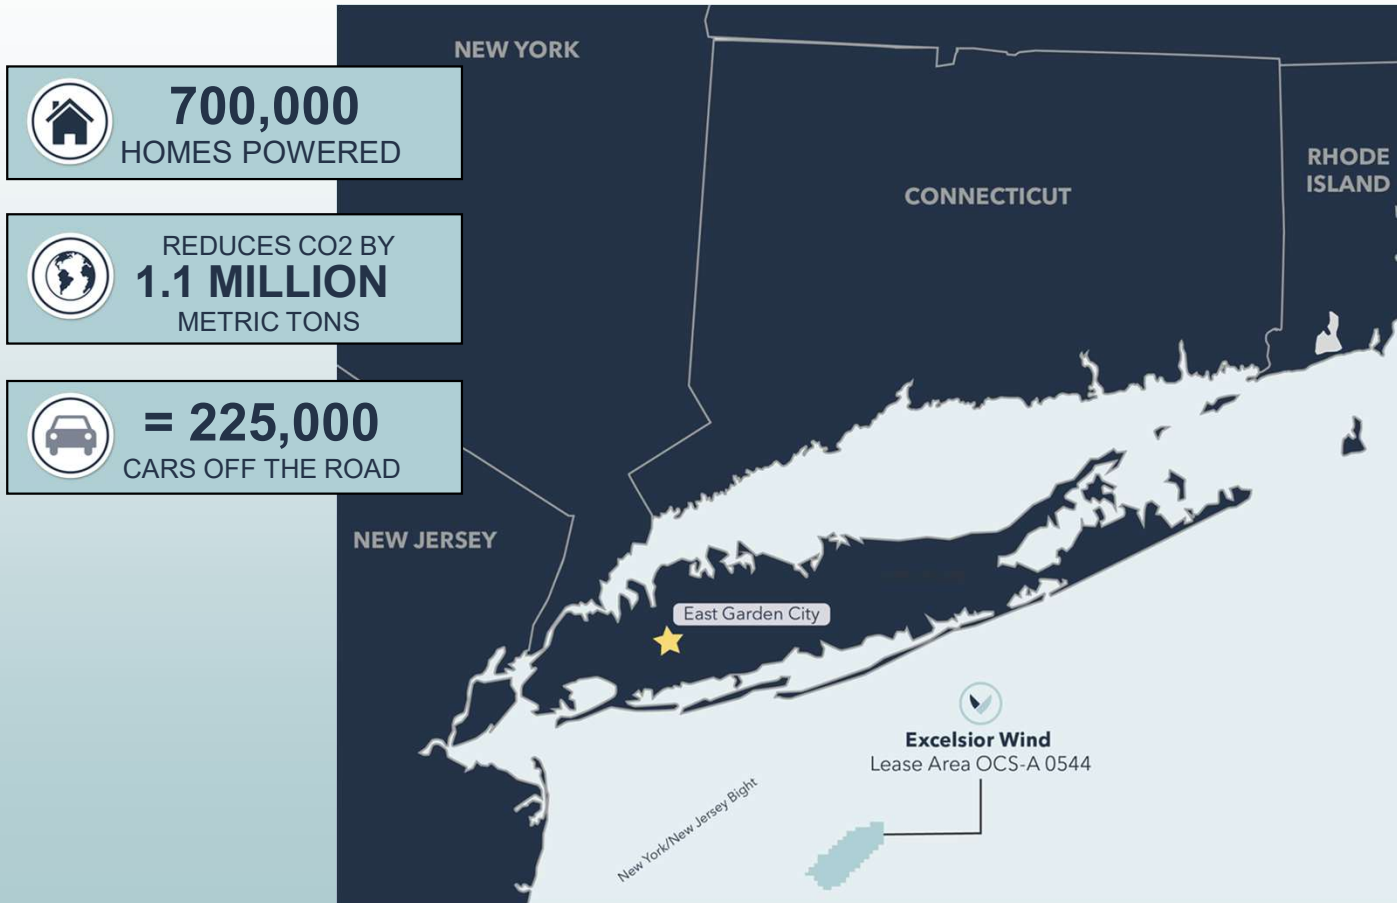 700,000
HOMES POWERED
REDUCES CO2 BY
1.1 MILLION
METRIC TONS
= 225,000
CARS OFF THE ROAD
NEW YORK
CONNECTICUT
RHODE
ISLAND
NEW JERSEY
East Garden City
Excelsior Wind
Lease Area OCS-A 0544
New York/New Jersey Bight